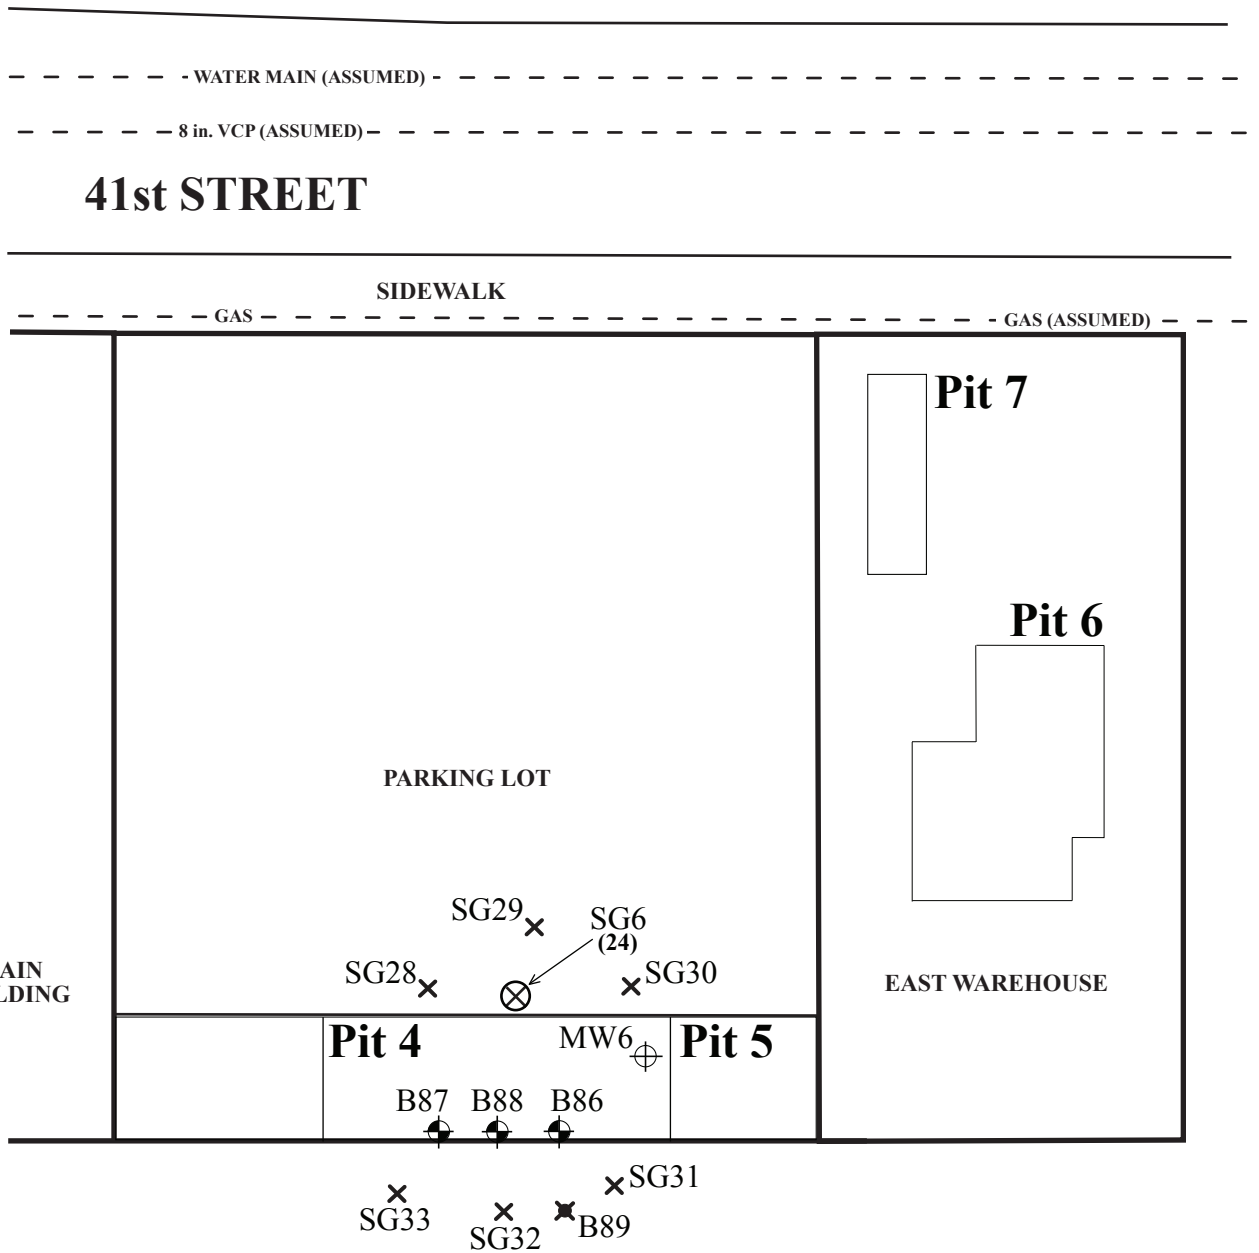 WATER MAIN (ASSUMED)
8 in. VCP (ASSUMED)
41st STREET
SIDEWALK
GAS
GAS (ASSUMED)
Pit 7
Pit 6
PARKING LOT
SG29
SG6
(24)
SG28
SG30
AIN
LDING
EAST WAREHOUSE
Pit 4
MW6
Pit 5
B87
B88
B86
SG31
SG33
SG32
B89